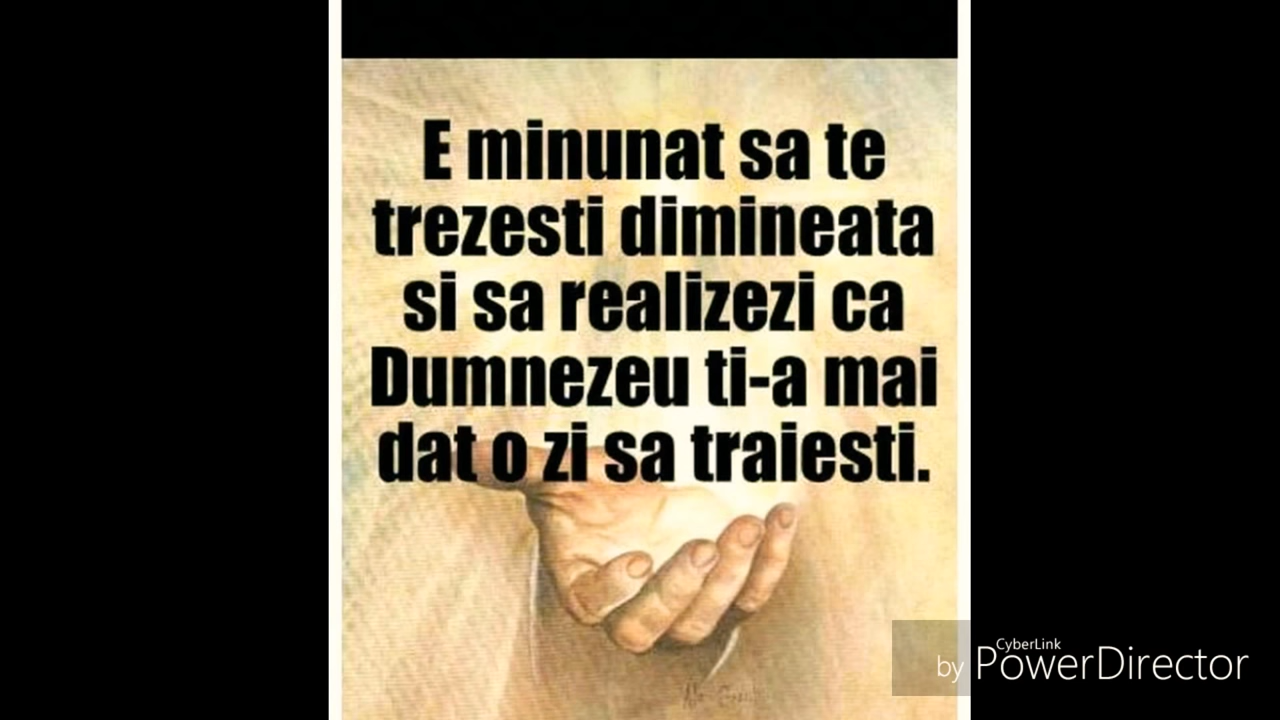 E minunat sa te
trezesti dimineata
si sa realizezi ca
Dumnezeu ti-a mai
dat o zi sa traiesti.
CyberLink
by PowerDirector